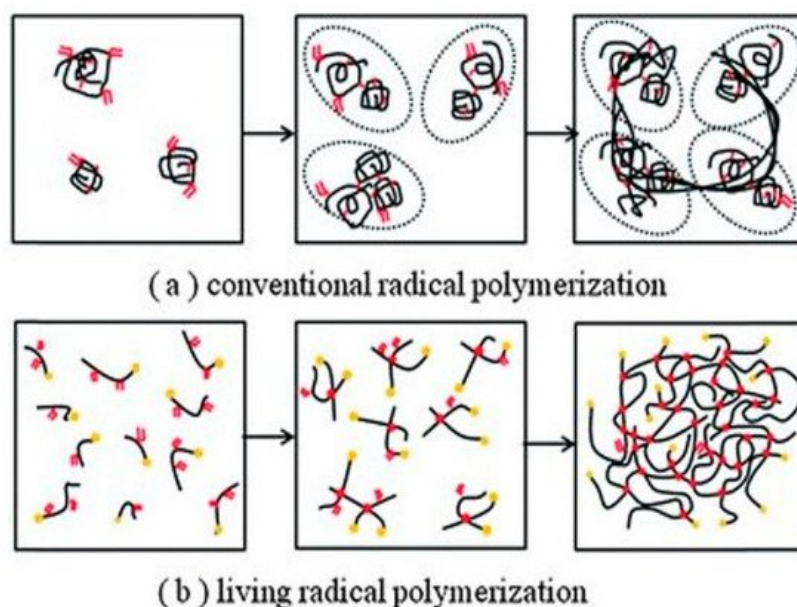 ( a ) conventional radical polymerization
( b ) living radical polymerization